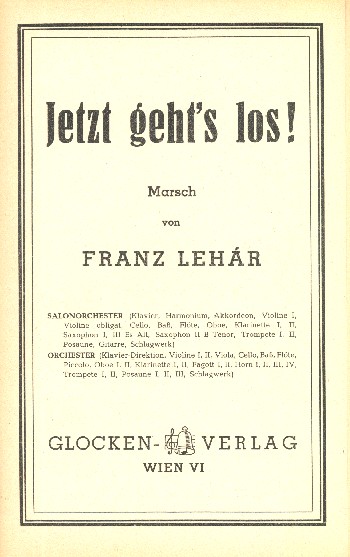 Jetzt geht's los!
Marsch
von
FRANZ LEHÁR
SALONORCHESTER (Klavier, Harmonium, Akkordeon, Violine I,
Violine obligat, Cello, Baß, Flöte, Oboe, Klarinette I, II,
Saxophon I, III Es Alt, Saxophon II B Tenor, Trompete I, II,
Posaune, Gitarre, Schlagwerk)
ORCHESTER (Klavier-Direktion, Violine I, II, Viola, Cello, Baß, Flöte,
Piccolo, Oboe I, II, Klarinette I, II, Fagott I, II, Horn I, II, III, IV,
Trompete I, II, Posaune I, II, III, Schlagwerk)
GLOCKEN- VERLAG
WIEN VI